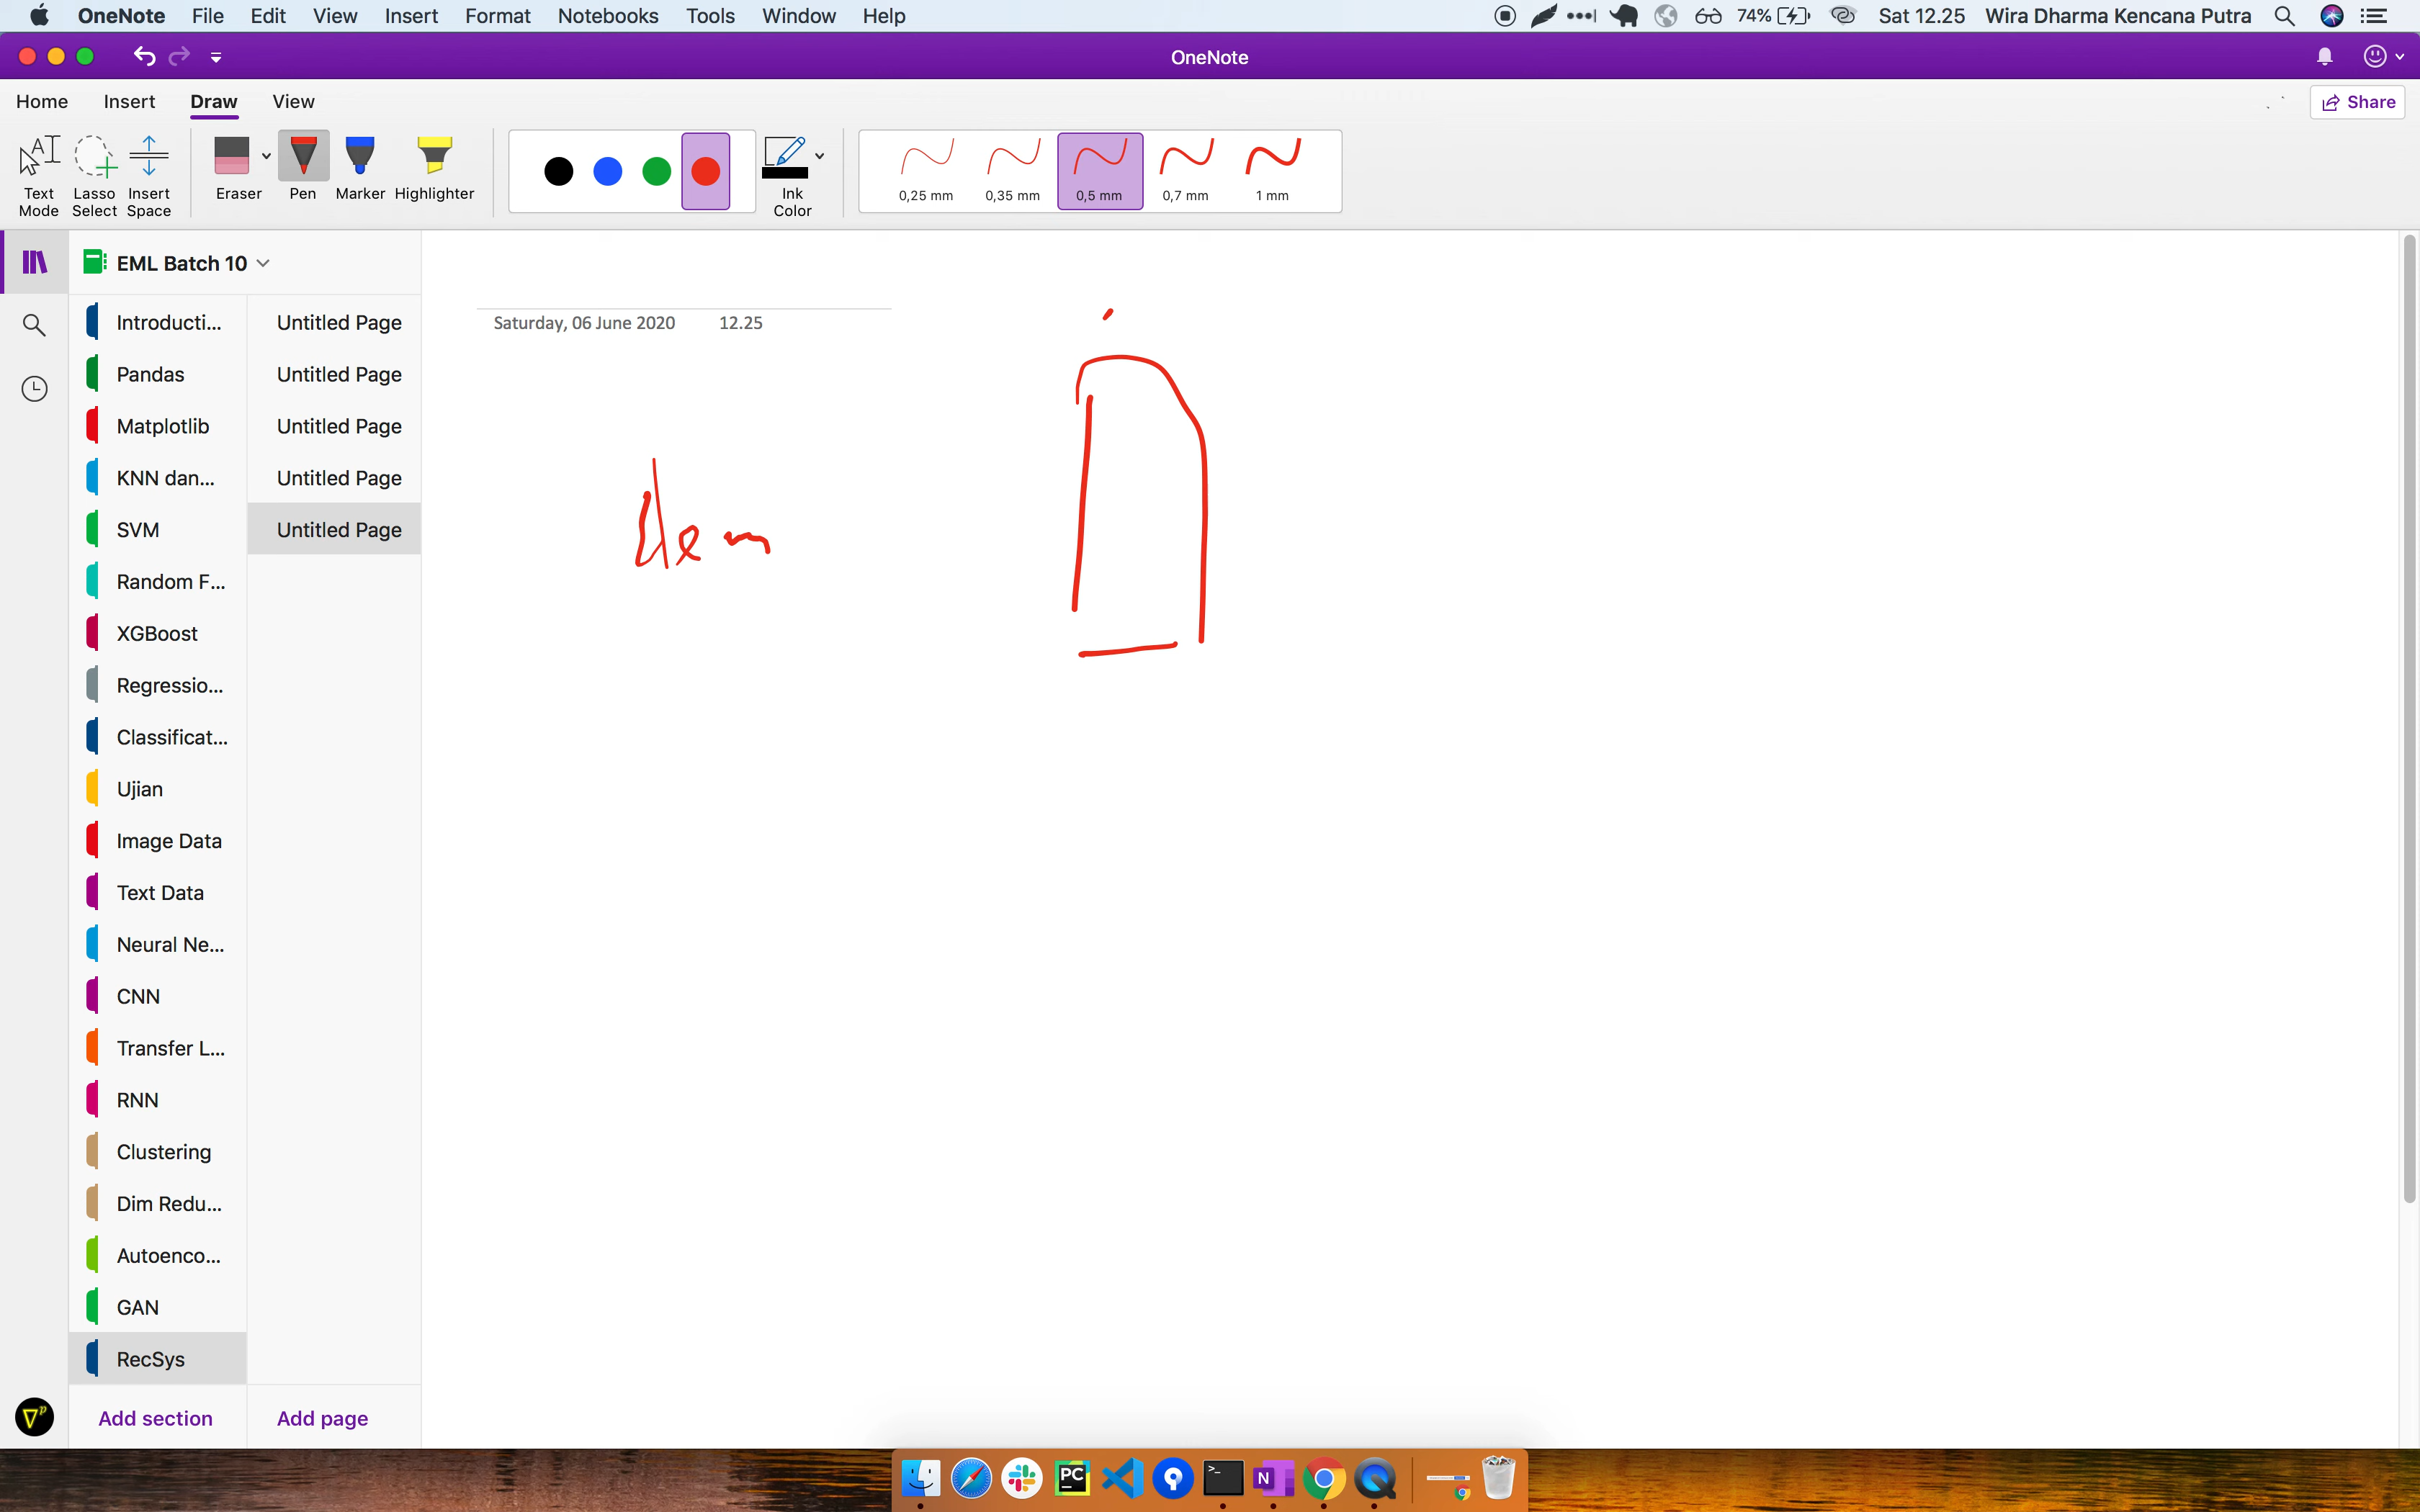 OneNote File Edit View Insert Format Notebooks Tools Window Help 74% Sat 12.25 Wira Dharma Kencana Putra
OneNote
Home Insert Draw View Share
Text Mode
Lasso Select
Insert Space
Eraser
Pen
Marker
Highlighter
Ink Color
0,25 mm
0,35 mm
0,5 mm
0,7 mm
1 mm
EML Batch 10
Introducti...
Pandas
Matplotlib
KNN dan...
SVM
Random F...
XGBoost
Regressio...
Classificat...
Ujian
Image Data
Text Data
Neural Ne...
CNN
Transfer L...
RNN
Clustering
Dim Redu...
Autoenco...
GAN
RecSys
Add section
Untitled Page
Untitled Page
Untitled Page
Untitled Page
Untitled Page
Add page
Saturday, 06 June 2020 12.25
dem